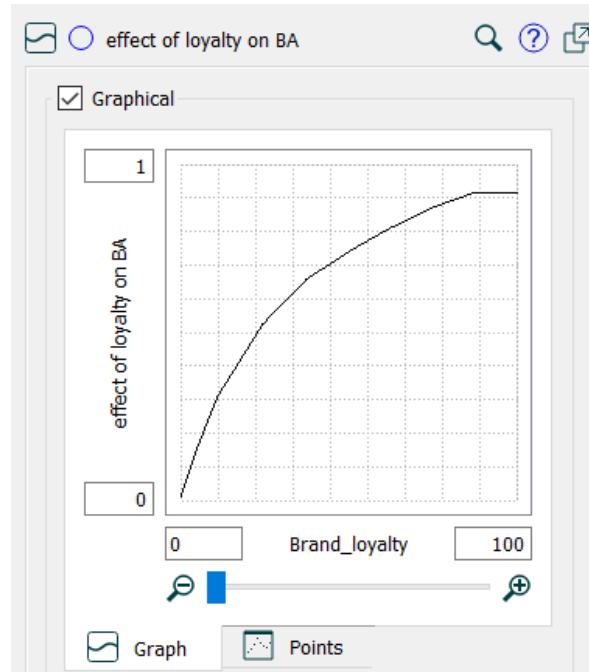 effect of loyalty on BA
Graphical
1
effect of loyalty on BA
0
0 Brand_loyalty 100
Graph Points